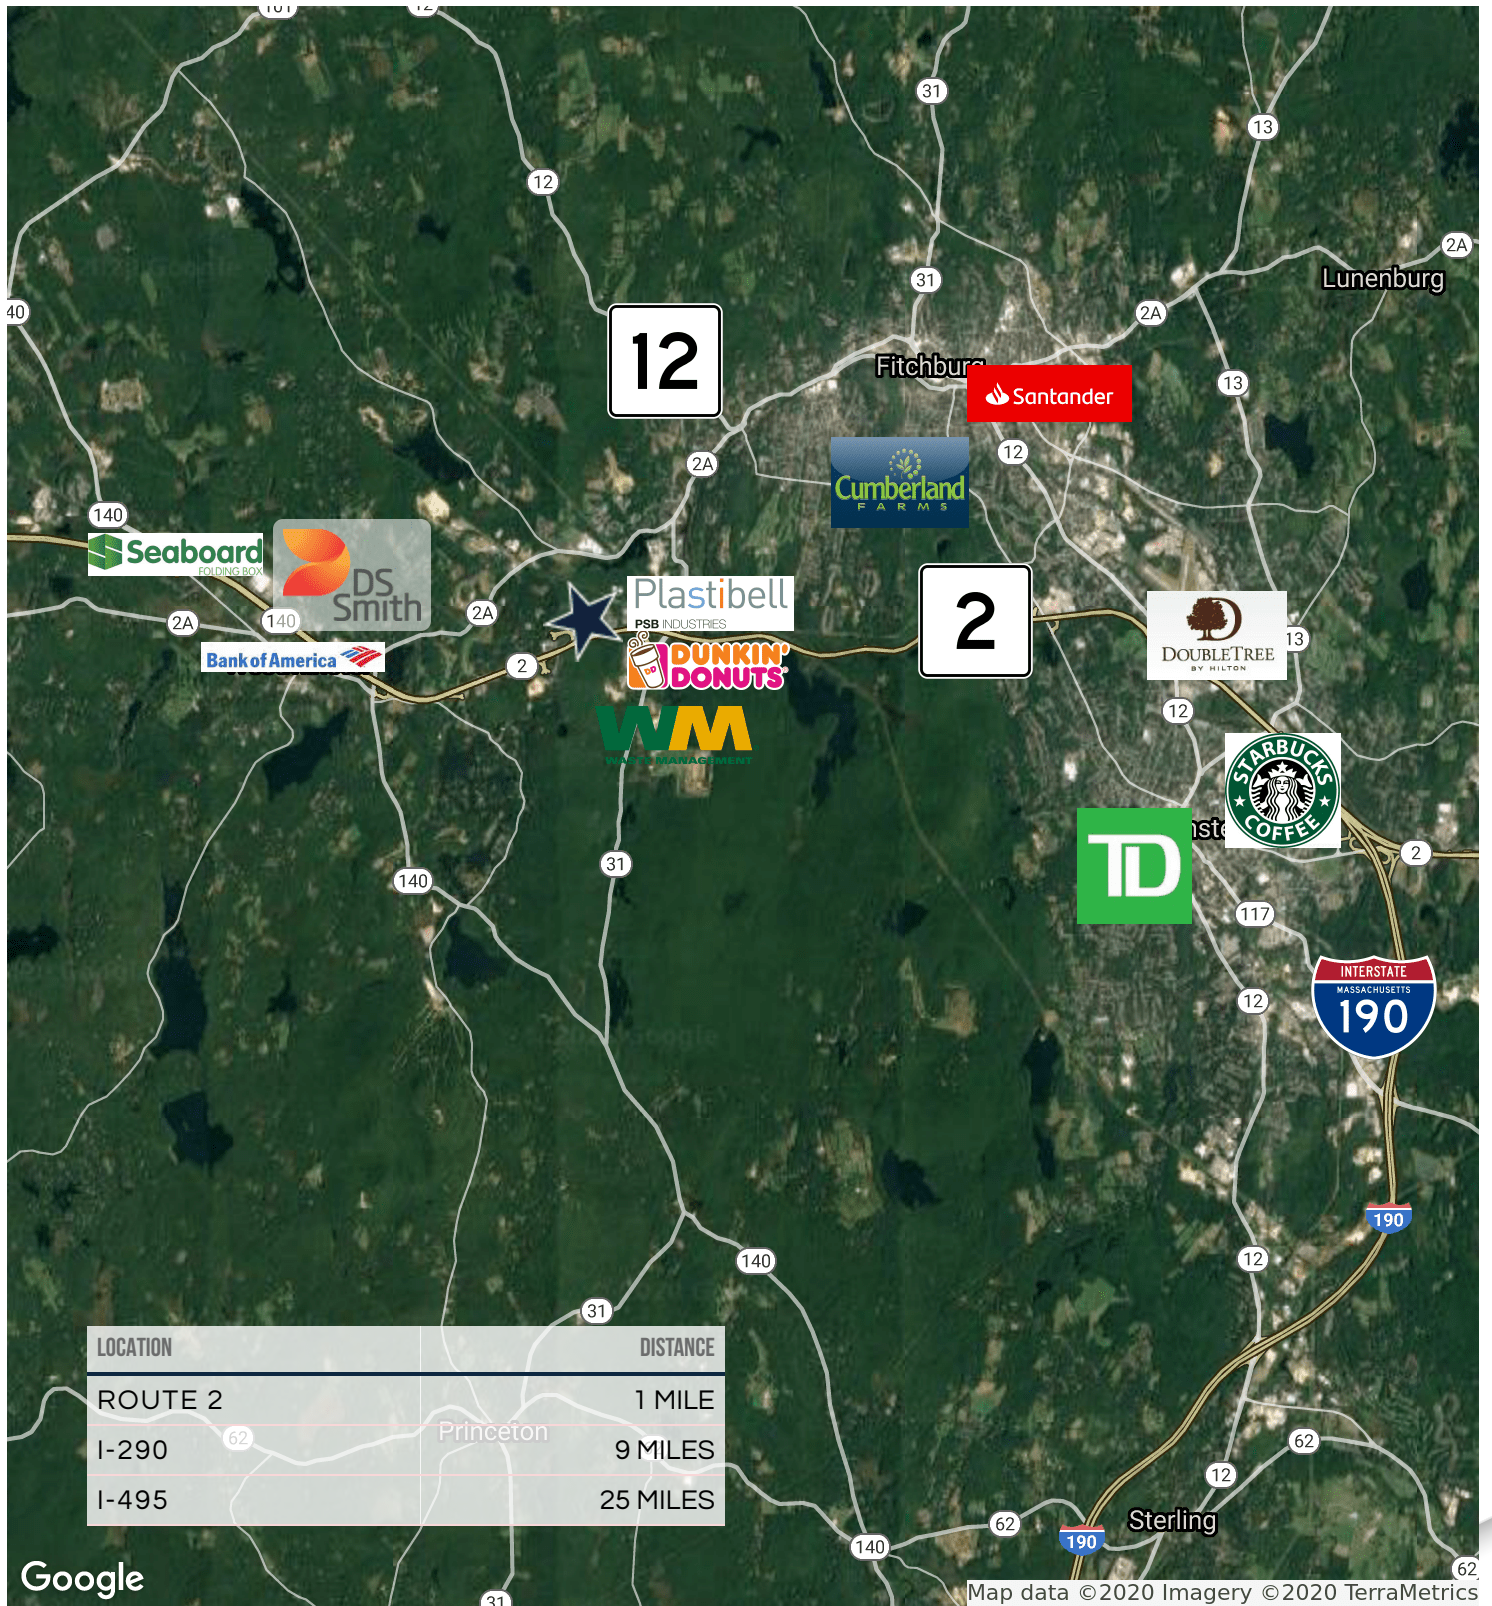 101
12
31
13
12
2A
Lunenburg
31
40
2A
12
Fitchburg
13
Santander
12
2A
Cumberland
FARMS
140
Seaboard
FOLDING BOX
DS
Smith
Plastibell
PSB INDUSTRIES
2
DOUBLETREE
BY HILTON
13
2A
140
2A
Bank of America
2
DUNKIN'
DONUTS
WM
WASTE MANAGEMENT
12
STARBUCKS
COFFEE
TD
2
31
140
117
INTERSTATE
MASSACHUSETTS
190
12
190
12
140
31
LOCATION DISTANCE
ROUTE 2 1 MILE
I-290 9 MILES
I-495 25 MILES
62
Princeton
62
12
62
Sterling
140
190
62
31
Google
Map data ©2020 Imagery ©2020 TerraMetrics